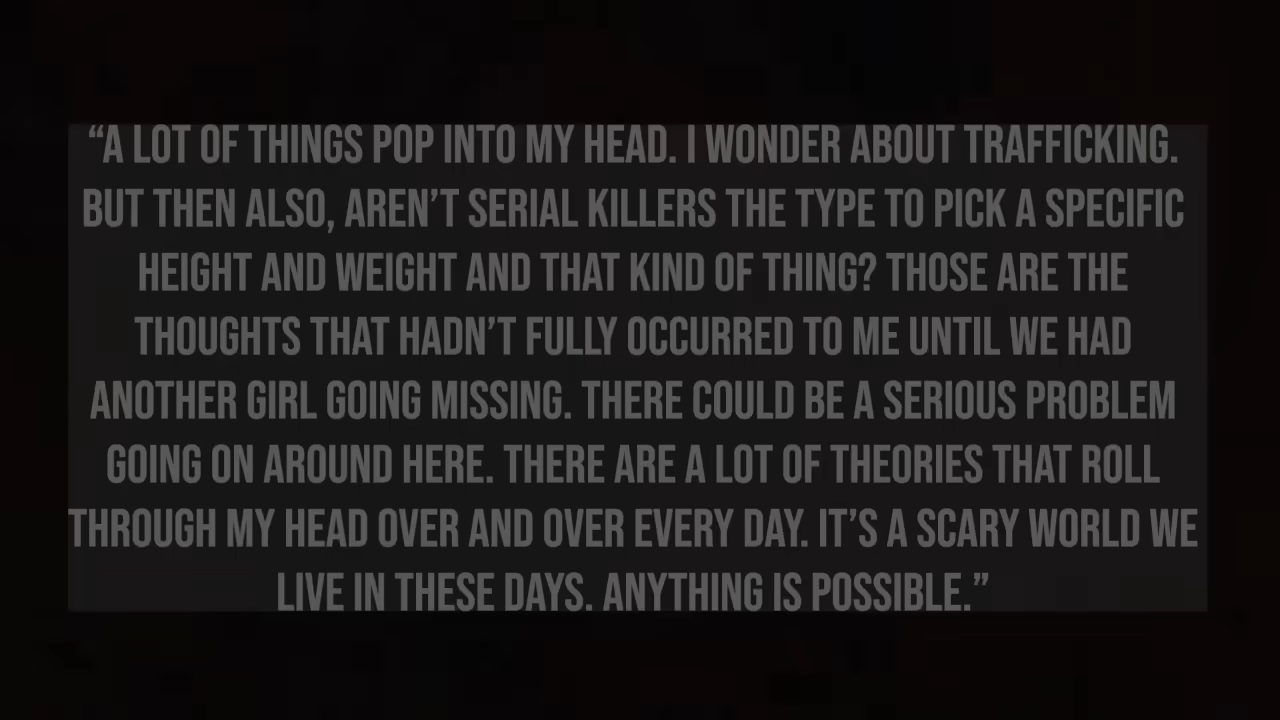 “A LOT OF THINGS POP INTO MY HEAD. I WONDER ABOUT TRAFFICKING.
BUT THEN ALSO, AREN’T SERIAL KILLERS THE TYPE TO PICK A SPECIFIC
HEIGHT AND WEIGHT AND THAT KIND OF THING? THOSE ARE THE
THOUGHTS THAT HADN’T FULLY OCCURRED TO ME UNTIL WE HAD
ANOTHER GIRL GOING MISSING. THERE COULD BE A SERIOUS PROBLEM
GOING ON AROUND HERE. THERE ARE A LOT OF THEORIES THAT ROLL
THROUGH MY HEAD OVER AND OVER EVERY DAY. IT’S A SCARY WORLD WE
LIVE IN THESE DAYS. ANYTHING IS POSSIBLE.”